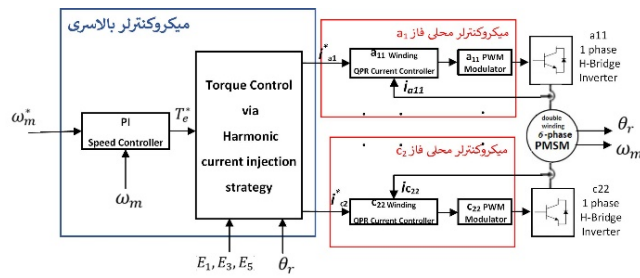 میکروکنترلر بالاسری
ω*m
PI
Speed Controller
T*e
ωm
Torque Control
via
Harmonic
current injection
strategy
E1, E3, E5
θr
میکروکنترلر محلی فاز a1
i*a1
a11 Winding
QPR Current Controller
a11 PWM
Modulator
ia11
a11
1 phase
H-Bridge
Inverter
double
winding
6-phase
PMSM
θr
ωm
میکروکنترلر محلی فاز c2
i*c2
c22 Winding
QPR Current Controller
c22 PWM
Modulator
ic22
c22
1 phase
H-Bridge
Inverter